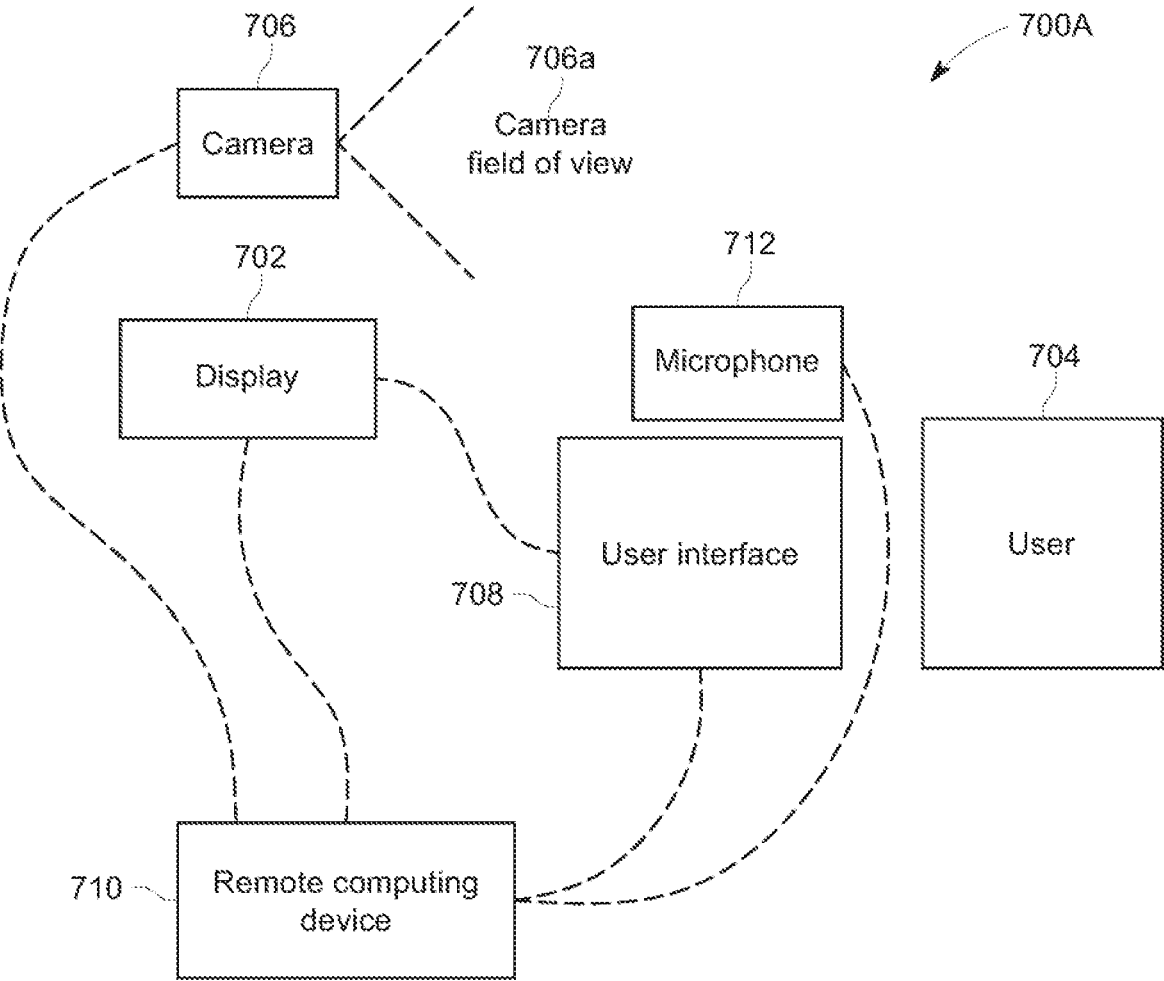 706
700A
706a
Camera
Camera
field of view
702
712
Display
Microphone
704
User interface
User
708
710
Remote computing
device